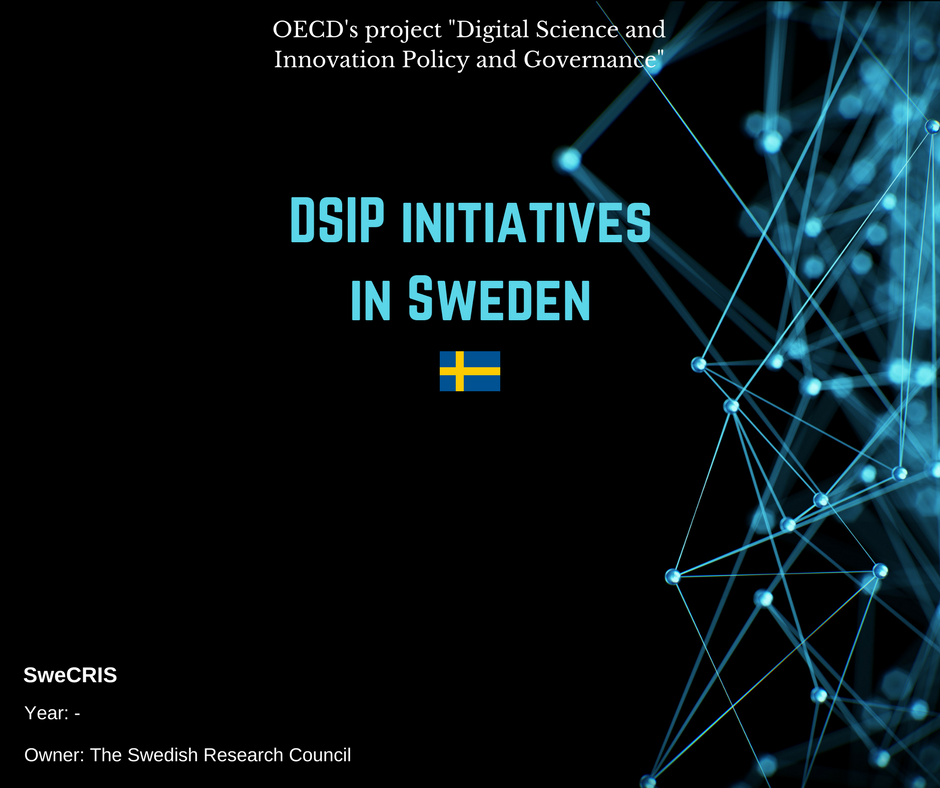 OECD's project "Digital Science and
Innovation Policy and Governance"
DSIP initiatives
in Sweden
SweCRIS
Year: -
Owner: The Swedish Research Council